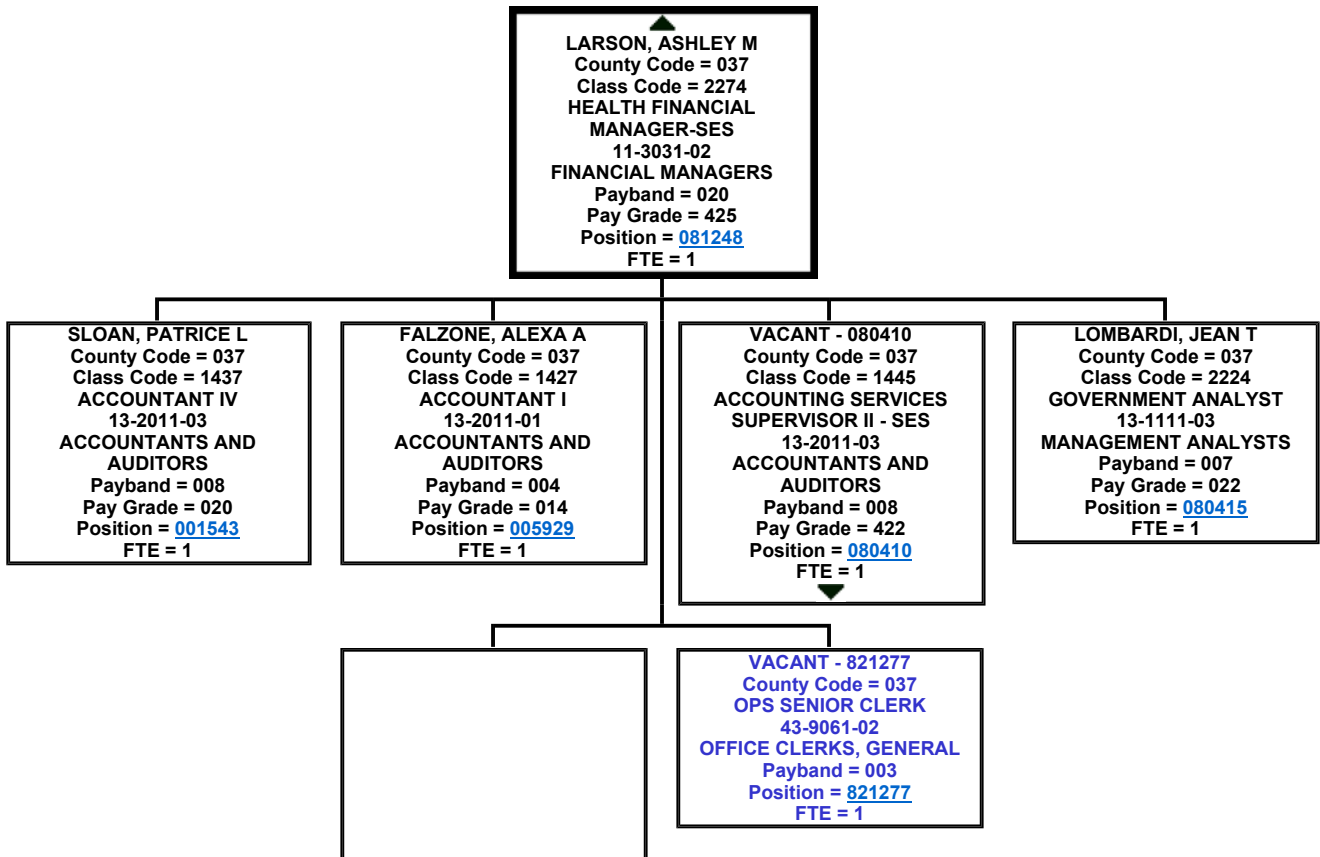 LARSON, ASHLEY M
County Code = 037
Class Code = 2274
HEALTH FINANCIAL
MANAGER-SES
11-3031-02
FINANCIAL MANAGERS
Payband = 020
Pay Grade = 425
Position = 081248
FTE = 1
SLOAN, PATRICE L
County Code = 037
Class Code = 1437
ACCOUNTANT IV
13-2011-03
ACCOUNTANTS AND
AUDITORS
Payband = 008
Pay Grade = 020
Position = 001543
FTE = 1
FALZONE, ALEXA A
County Code = 037
Class Code = 1427
ACCOUNTANT I
13-2011-01
ACCOUNTANTS AND
AUDITORS
Payband = 004
Pay Grade = 014
Position = 005929
FTE = 1
VACANT - 080410
County Code = 037
Class Code = 1445
ACCOUNTING SERVICES
SUPERVISOR II - SES
13-2011-03
ACCOUNTANTS AND
AUDITORS
Payband = 008
Pay Grade = 422
Position = 080410
FTE = 1
LOMBARDI, JEAN T
County Code = 037
Class Code = 2224
GOVERNMENT ANALYST
13-1111-03
MANAGEMENT ANALYSTS
Payband = 007
Pay Grade = 022
Position = 080415
FTE = 1
VACANT - 821277
County Code = 037
OPS SENIOR CLERK
43-9061-02
OFFICE CLERKS, GENERAL
Payband = 003
Position = 821277
FTE = 1